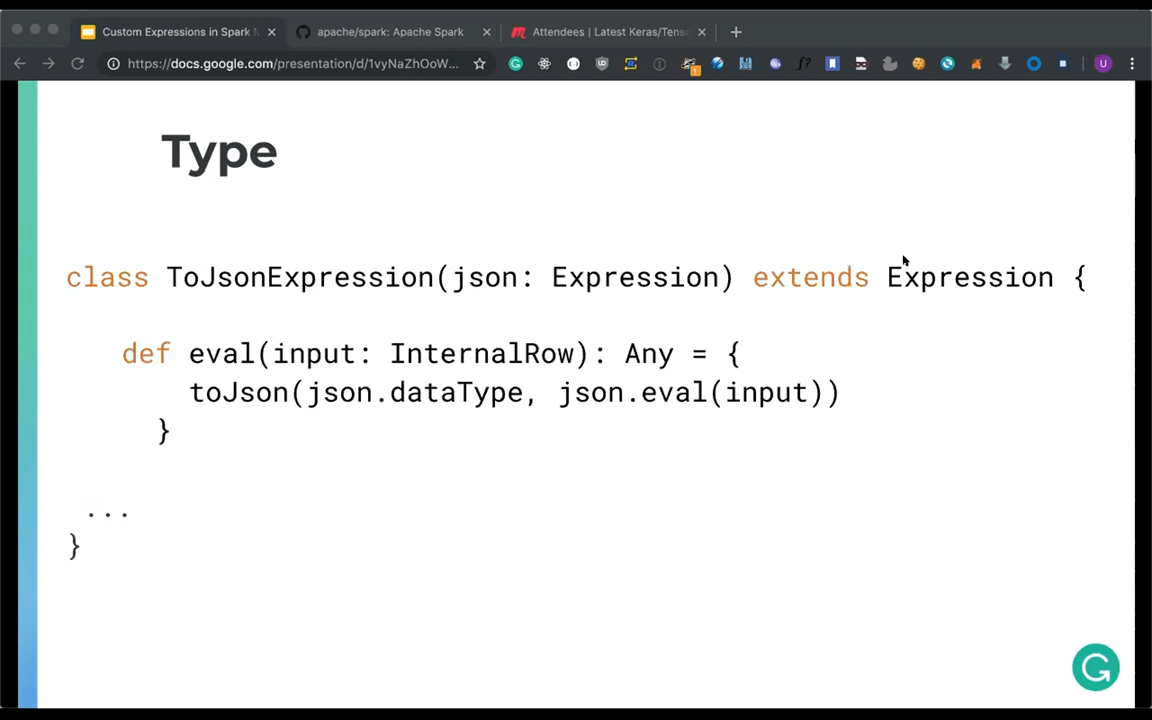 Custom Expressions in Spark
apache/spark: Apache Spark
Attendees | Latest Keras/Tens
https://docs.google.com/presentation/d/1vyNaZhOoW...
Type
class ToJsonExpression(json: Expression) extends Expression {
def eval(input: InternalRow): Any = {
toJson(json.dataType, json.eval(input))
}
...
}